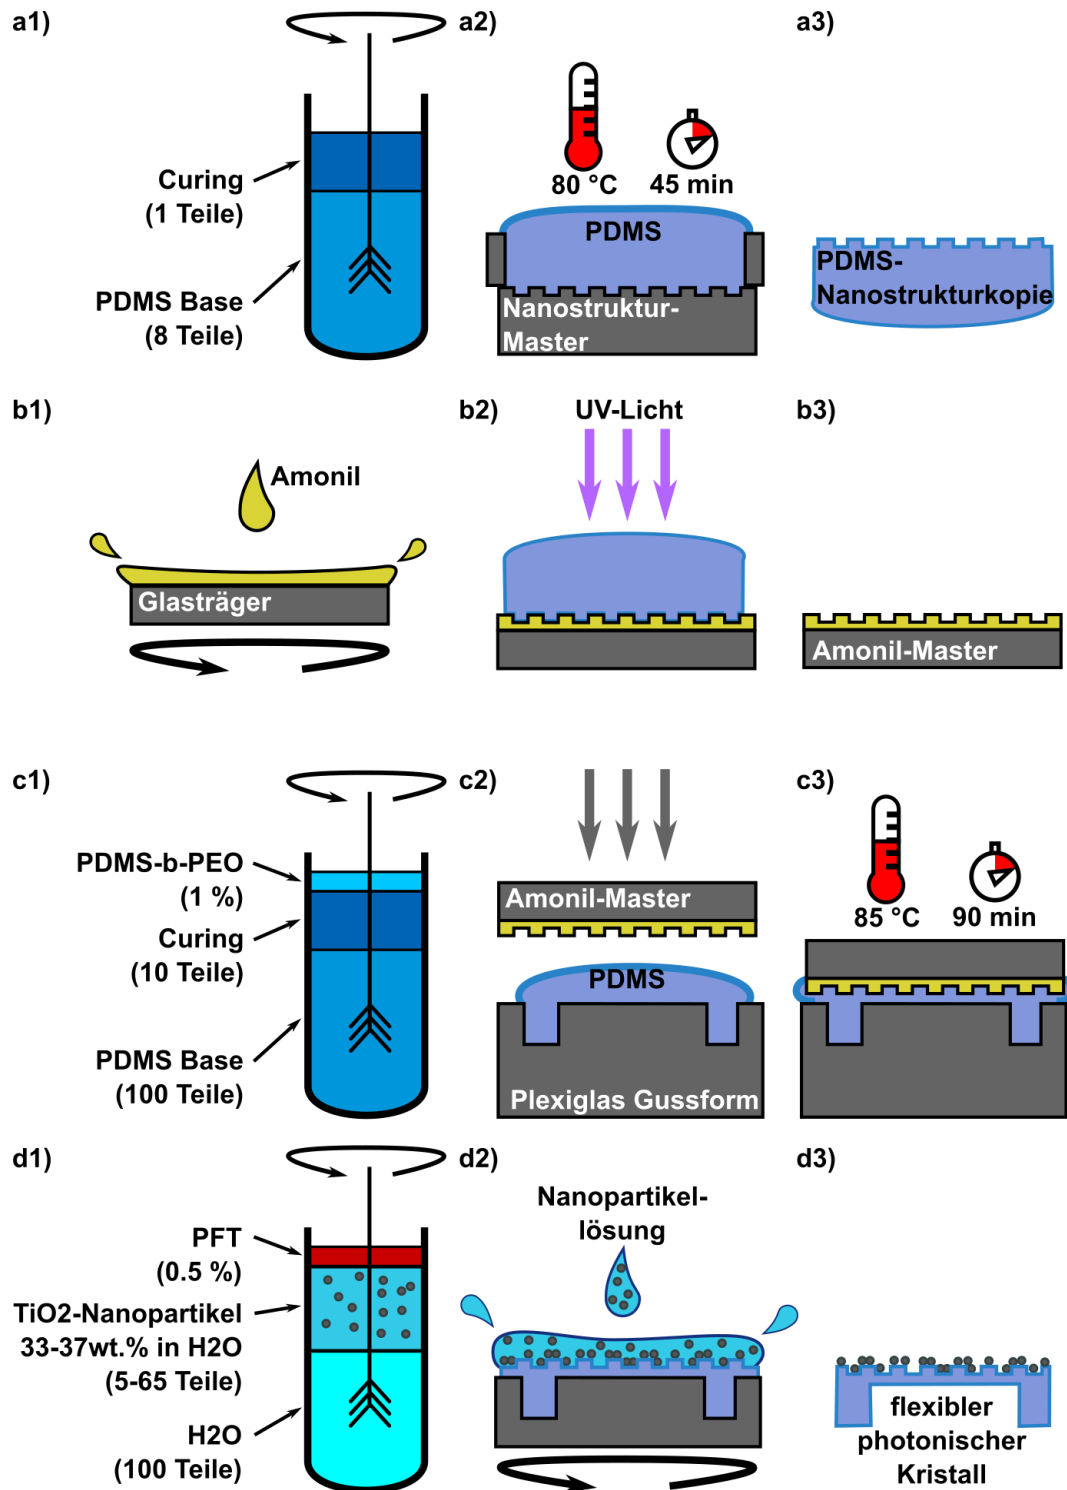 a1)
a2)
a3)
Curing
(1 Teile)
PDMS Base
(8 Teile)
80 °C
45 min
PDMS
Nanostruktur-
Master
PDMS-
Nanostrukturkopie
b1)
b2)
b3)
Amonil
Glasträger
UV-Licht
Amonil-Master
c1)
c2)
c3)
PDMS-b-PEO
(1 %)
Curing
(10 Teile)
PDMS Base
(100 Teile)
Amonil-Master
PDMS
Plexiglas Gussform
85 °C
90 min
d1)
d2)
d3)
PFT
(0.5 %)
TiO2-Nanopartikel
33-37wt.% in H2O
(5-65 Teile)
H2O
(100 Teile)
Nanopartikel-
lösung
flexibler
photonischer
Kristall